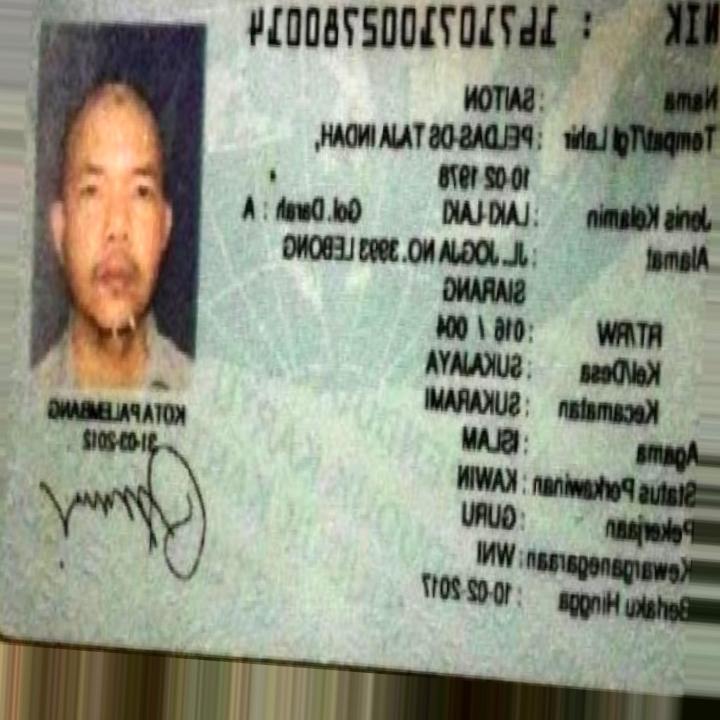 NIK : 1671071002780014
Nama : SAITON
Tempat/Tgl Lahir : PELDAS-DS TAJA INDAH,
10-02-1978
Jenis Kelamin : LAKI-LAKI Gol. Darah : A
Alamat : JL. JOGJA NO. 3993 LEBONG
SIARANG
RT/RW : 016 / 004
Kel/Desa : SUKAJAYA
Kecamatan : SUKARAMI
Agama : ISLAM
Status Perkawinan : KAWIN
Pekerjaan : GURU
Kewarganegaraan : WNI
Berlaku Hingga : 10-02-2017
KOTA PALEMBANG
31-03-2012